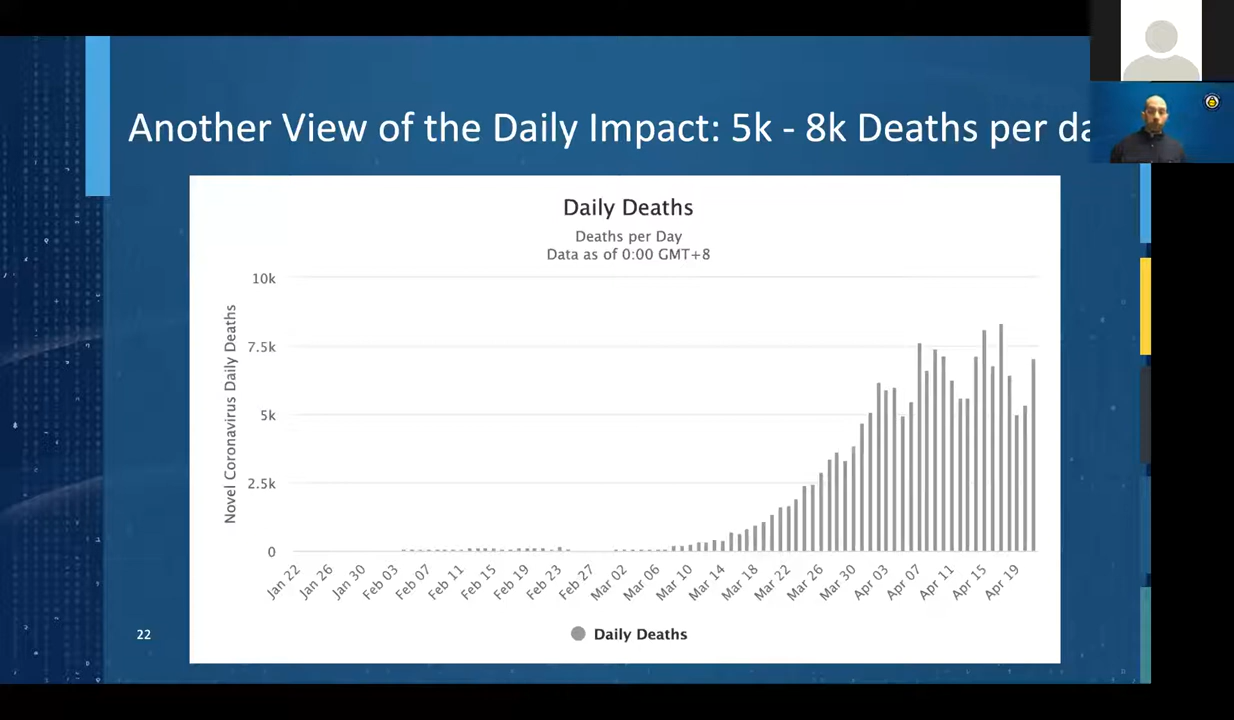 Another View of the Daily Impact: 5k - 8k Deaths per da
Daily Deaths
Deaths per Day
Data as of 0:00 GMT+8
Novel Coronavirus Daily Deaths
10k
7.5k
5k
2.5k
0
Jan 22
Jan 26
Jan 30
Feb 03
Feb 07
Feb 11
Feb 15
Feb 19
Feb 23
Feb 27
Mar 02
Mar 06
Mar 10
Mar 14
Mar 18
Mar 22
Mar 26
Mar 30
Apr 03
Apr 07
Apr 11
Apr 15
Apr 19
Daily Deaths
22